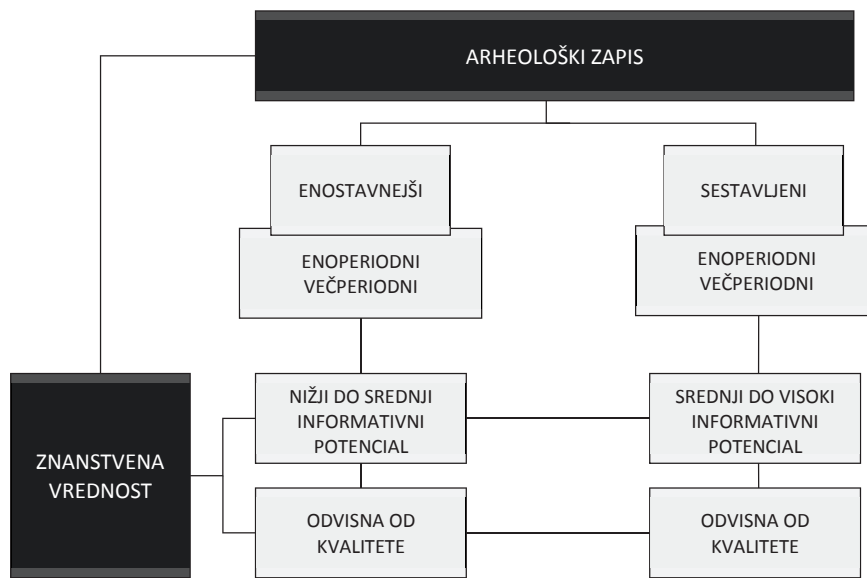 ARHEOLOŠKI ZAPIS
ENOSTAVNEJŠI
SESTAVLJENI
ENOPERIODNI
VEČPERIODNI
ENOPERIODNI
VEČPERIODNI
ZNANSTVENA
VREDNOST
NIŽJI DO SREDNJI
INFORMATIVNI
POTENCIAL
SREDNJI DO VISOKI
INFORMATIVNI
POTENCIAL
ODVISNA OD
KVALITETE
ODVISNA OD
KVALITETE